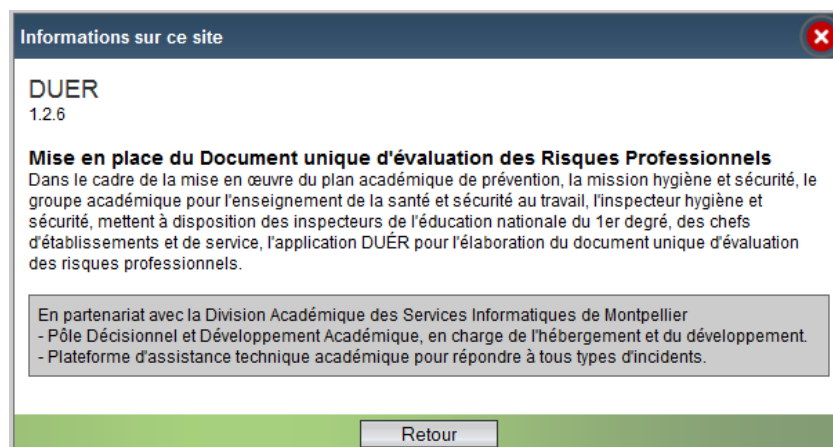 Informations sur ce site
DUER
1.2.6
Mise en place du Document unique d'évaluation des Risques Professionnels
Dans le cadre de la mise en œuvre du plan académique de prévention, la mission hygiène et sécurité, le
groupe académique pour l'enseignement de la santé et sécurité au travail, l'inspecteur hygiène et
sécurité, mettent à disposition des inspecteurs de l'éducation nationale du 1er degré, des chefs
d'établissements et de service, l'application DUÉR pour l'élaboration du document unique d'évaluation
des risques professionnels.
En partenariat avec la Division Académique des Services Informatiques de Montpellier
- Pôle Décisionnel et Développement Académique, en charge de l'hébergement et du développement.
- Plateforme d'assistance technique académique pour répondre à tous types d'incidents.
Retour